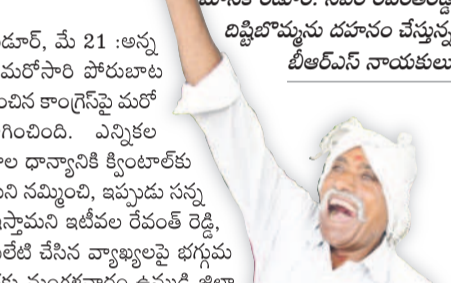 దిష్టిబొమ్మను దహనం చేస్తున్న
బీఆర్ఎస్ నాయకులు
డూర్, మే 21 :అన్న
మరోసారి పోరుబాట
చిన కాంగ్రెస్‌పై మరో
గించింది. ఎన్నికల
ాల ధాన్యానికి క్వింటాల్‌కు
ని నమ్మించి, ఇప్పుడు సన్న
స్తామని ఇటీవల రేవంత్ రెడ్డి,
లేటి చేసిన వ్యాఖ్యలపై భగ్గుమ